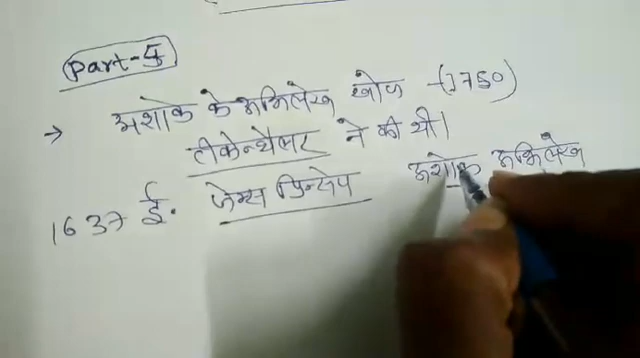 Part-5
→ अशोक के अभिलेख खोज -(1750)
टीकेन्थैलर ने की थी।
1637 ई. जेम्स प्रिन्सेप अशोक अभिलेख